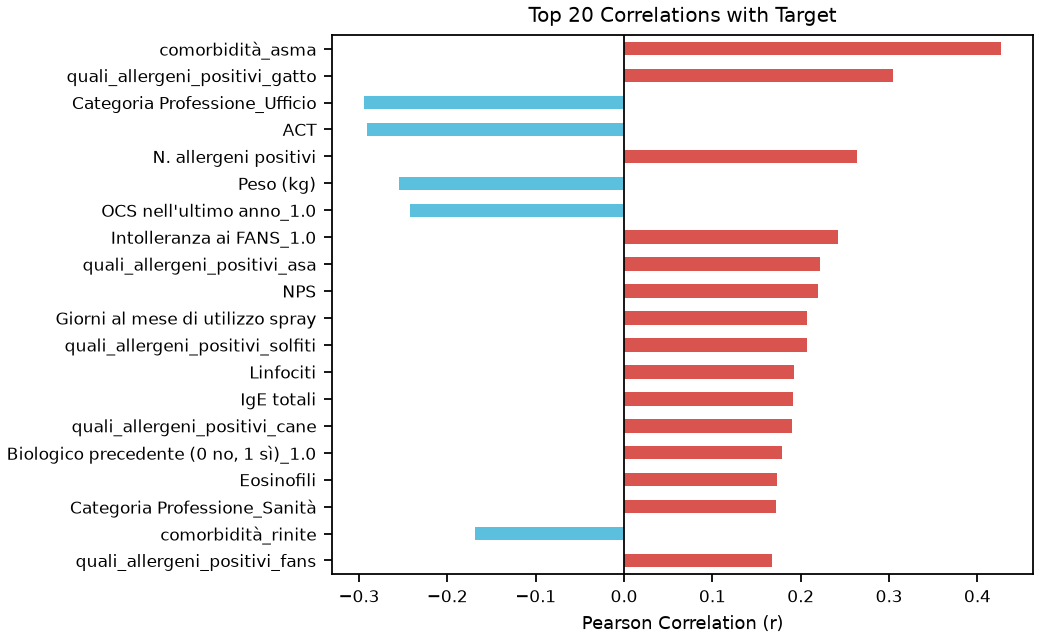 Top 20 Correlations with Target
comorbidità_asma
quali_allergeni_positivi_gatto
Categoria Professione_Ufficio
ACT
N. allergeni positivi
Peso (kg)
OCS nell'ultimo anno_1.0
Intolleranza ai FANS_1.0
quali_allergeni_positivi_asa
NPS
Giorni al mese di utilizzo spray
quali_allergeni_positivi_solfiti
Linfociti
IgE totali
quali_allergeni_positivi_cane
Biologico precedente (0 no, 1 sì)_1.0
Eosinofili
Categoria Professione_Sanità
comorbidità_rinite
quali_allergeni_positivi_fans
−0.3 −0.2 −0.1 0.0 0.1 0.2 0.3 0.4
Pearson Correlation (r)